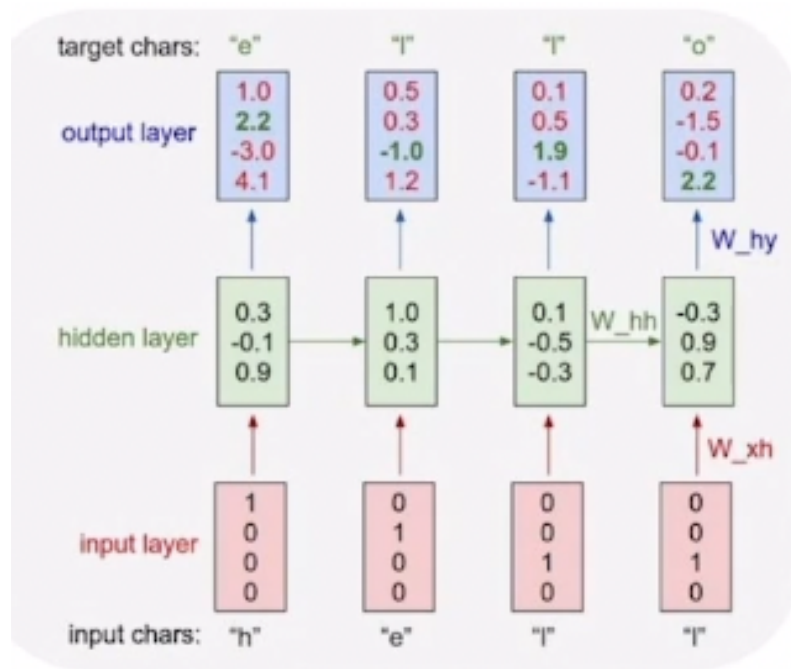 target chars: “e” “l” “l” “o”
output layer
1.0 0.5 0.1 0.2
2.2 0.3 0.5 -1.5
-3.0 -1.0 1.9 -0.1
4.1 1.2 -1.1 2.2
W_hy
hidden layer
0.3 1.0 0.1 -0.3
-0.1 0.3 -0.5 0.9
0.9 0.1 -0.3 0.7
W_hh
W_xh
input layer
1 0 0 0
0 1 0 0
0 0 1 1
0 0 0 0
input chars: “h” “e” “l” “l”